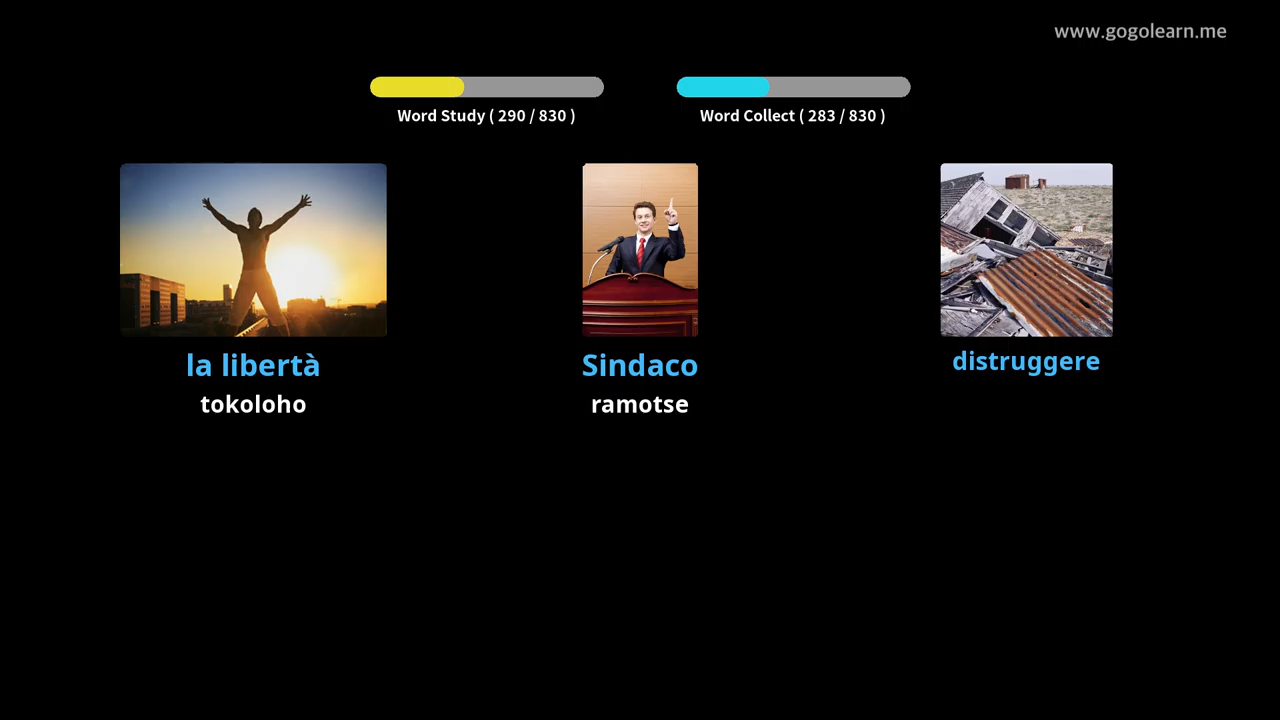 www.gogolearn.me
Word Study ( 290 / 830 )
Word Collect ( 283 / 830 )
la libertà
tokoloho
Sindaco
ramotse
distruggere